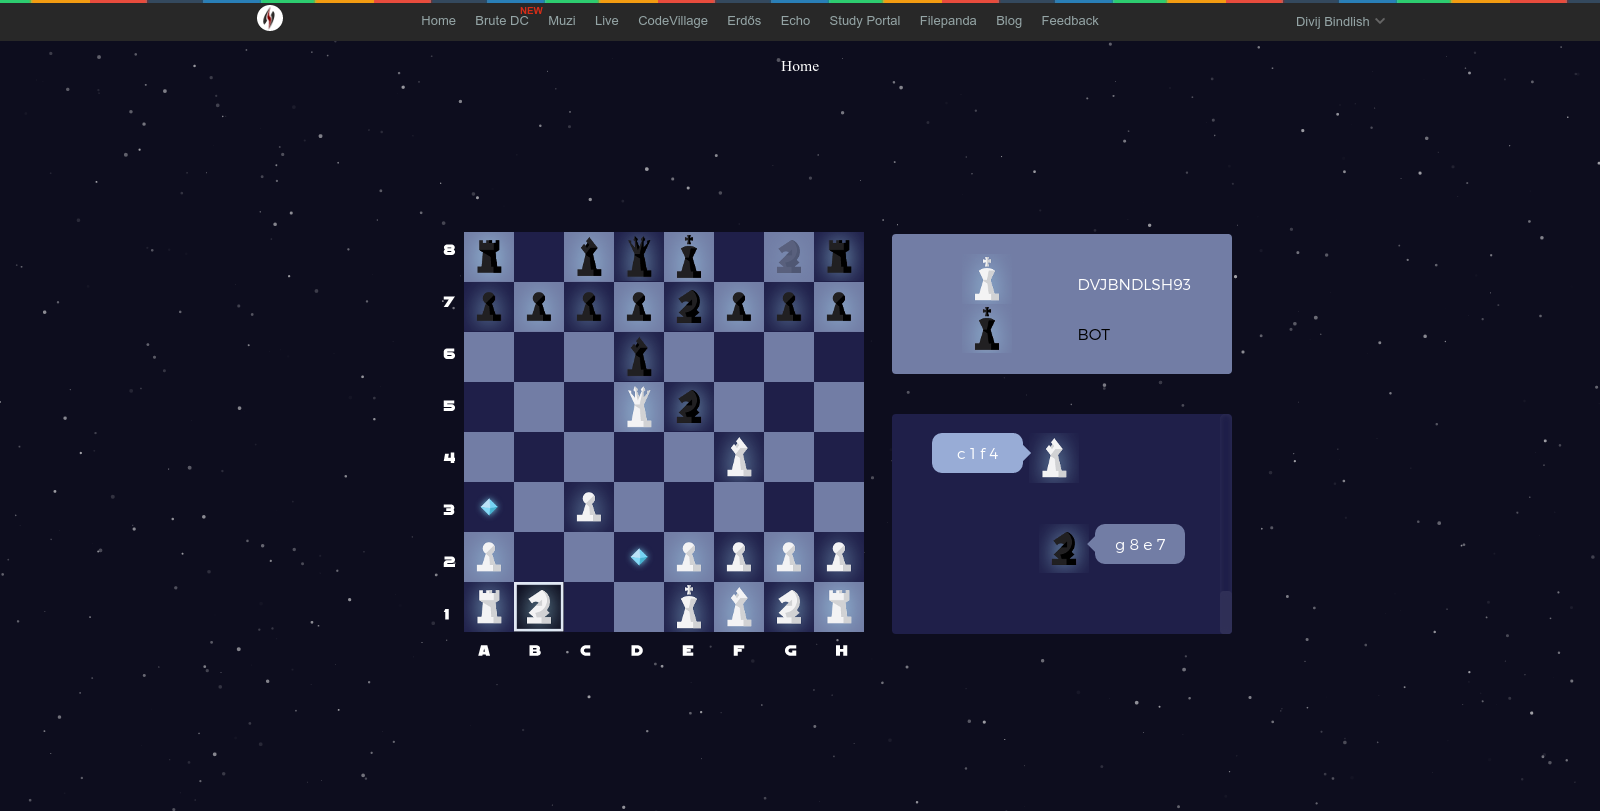 NEW
Home Brute DC Muzi Live CodeVillage Erdős Echo Study Portal Filepanda Blog Feedback Divij Bindlish
Home
8
7
6
5
4
3
2
1
A B C D E F G H
DVJBNDLSH93
BOT
c1f4
g8e7